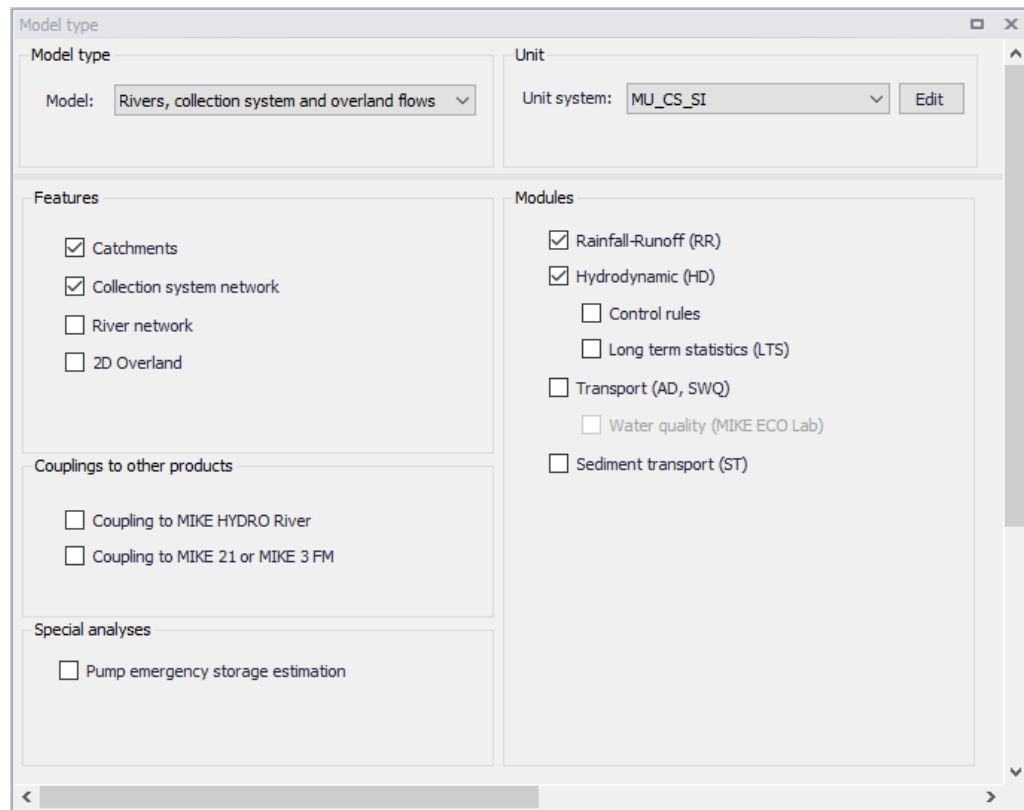 Model type
Model type
Model: Rivers, collection system and overland flows
Unit
Unit system: MU_CS_SI Edit
Features
Catchments
Collection system network
River network
2D Overland
Couplings to other products
Coupling to MIKE HYDRO River
Coupling to MIKE 21 or MIKE 3 FM
Special analyses
Pump emergency storage estimation
Modules
Rainfall-Runoff (RR)
Hydrodynamic (HD)
Control rules
Long term statistics (LTS)
Transport (AD, SWQ)
Water quality (MIKE ECO Lab)
Sediment transport (ST)